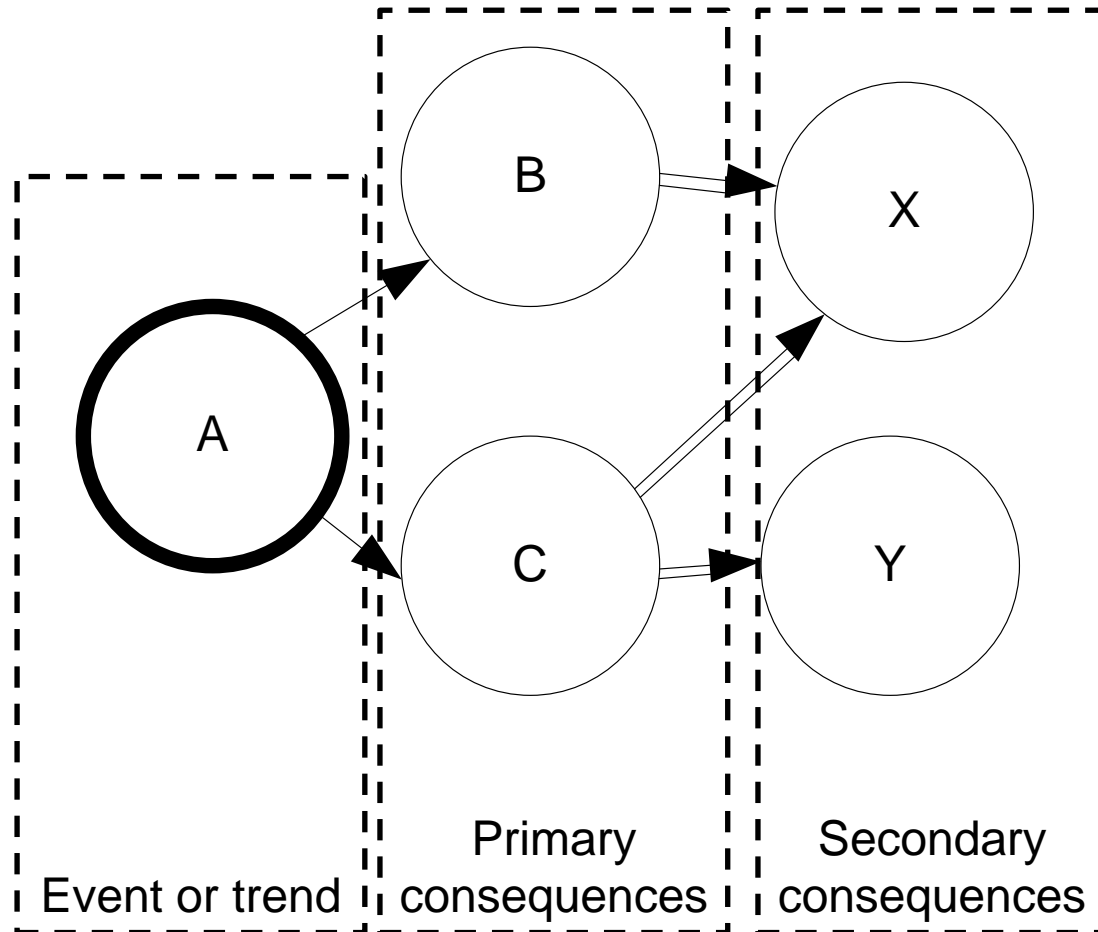 B
X
A
C
Y
Primary
consequences
Secondary
consequences
Event or trend